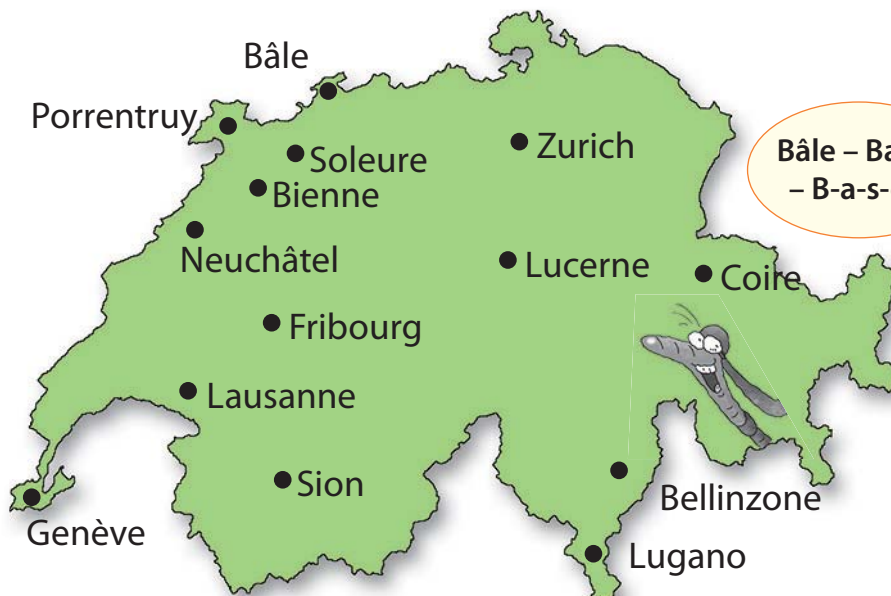 Bâle
Porrentruy
Soleure
Zurich
Bienne
Bâle – Ba
– B-a-s-
Neuchâtel
Lucerne
Coire
Fribourg
Lausanne
Sion
Bellinzone
Genève
Lugano